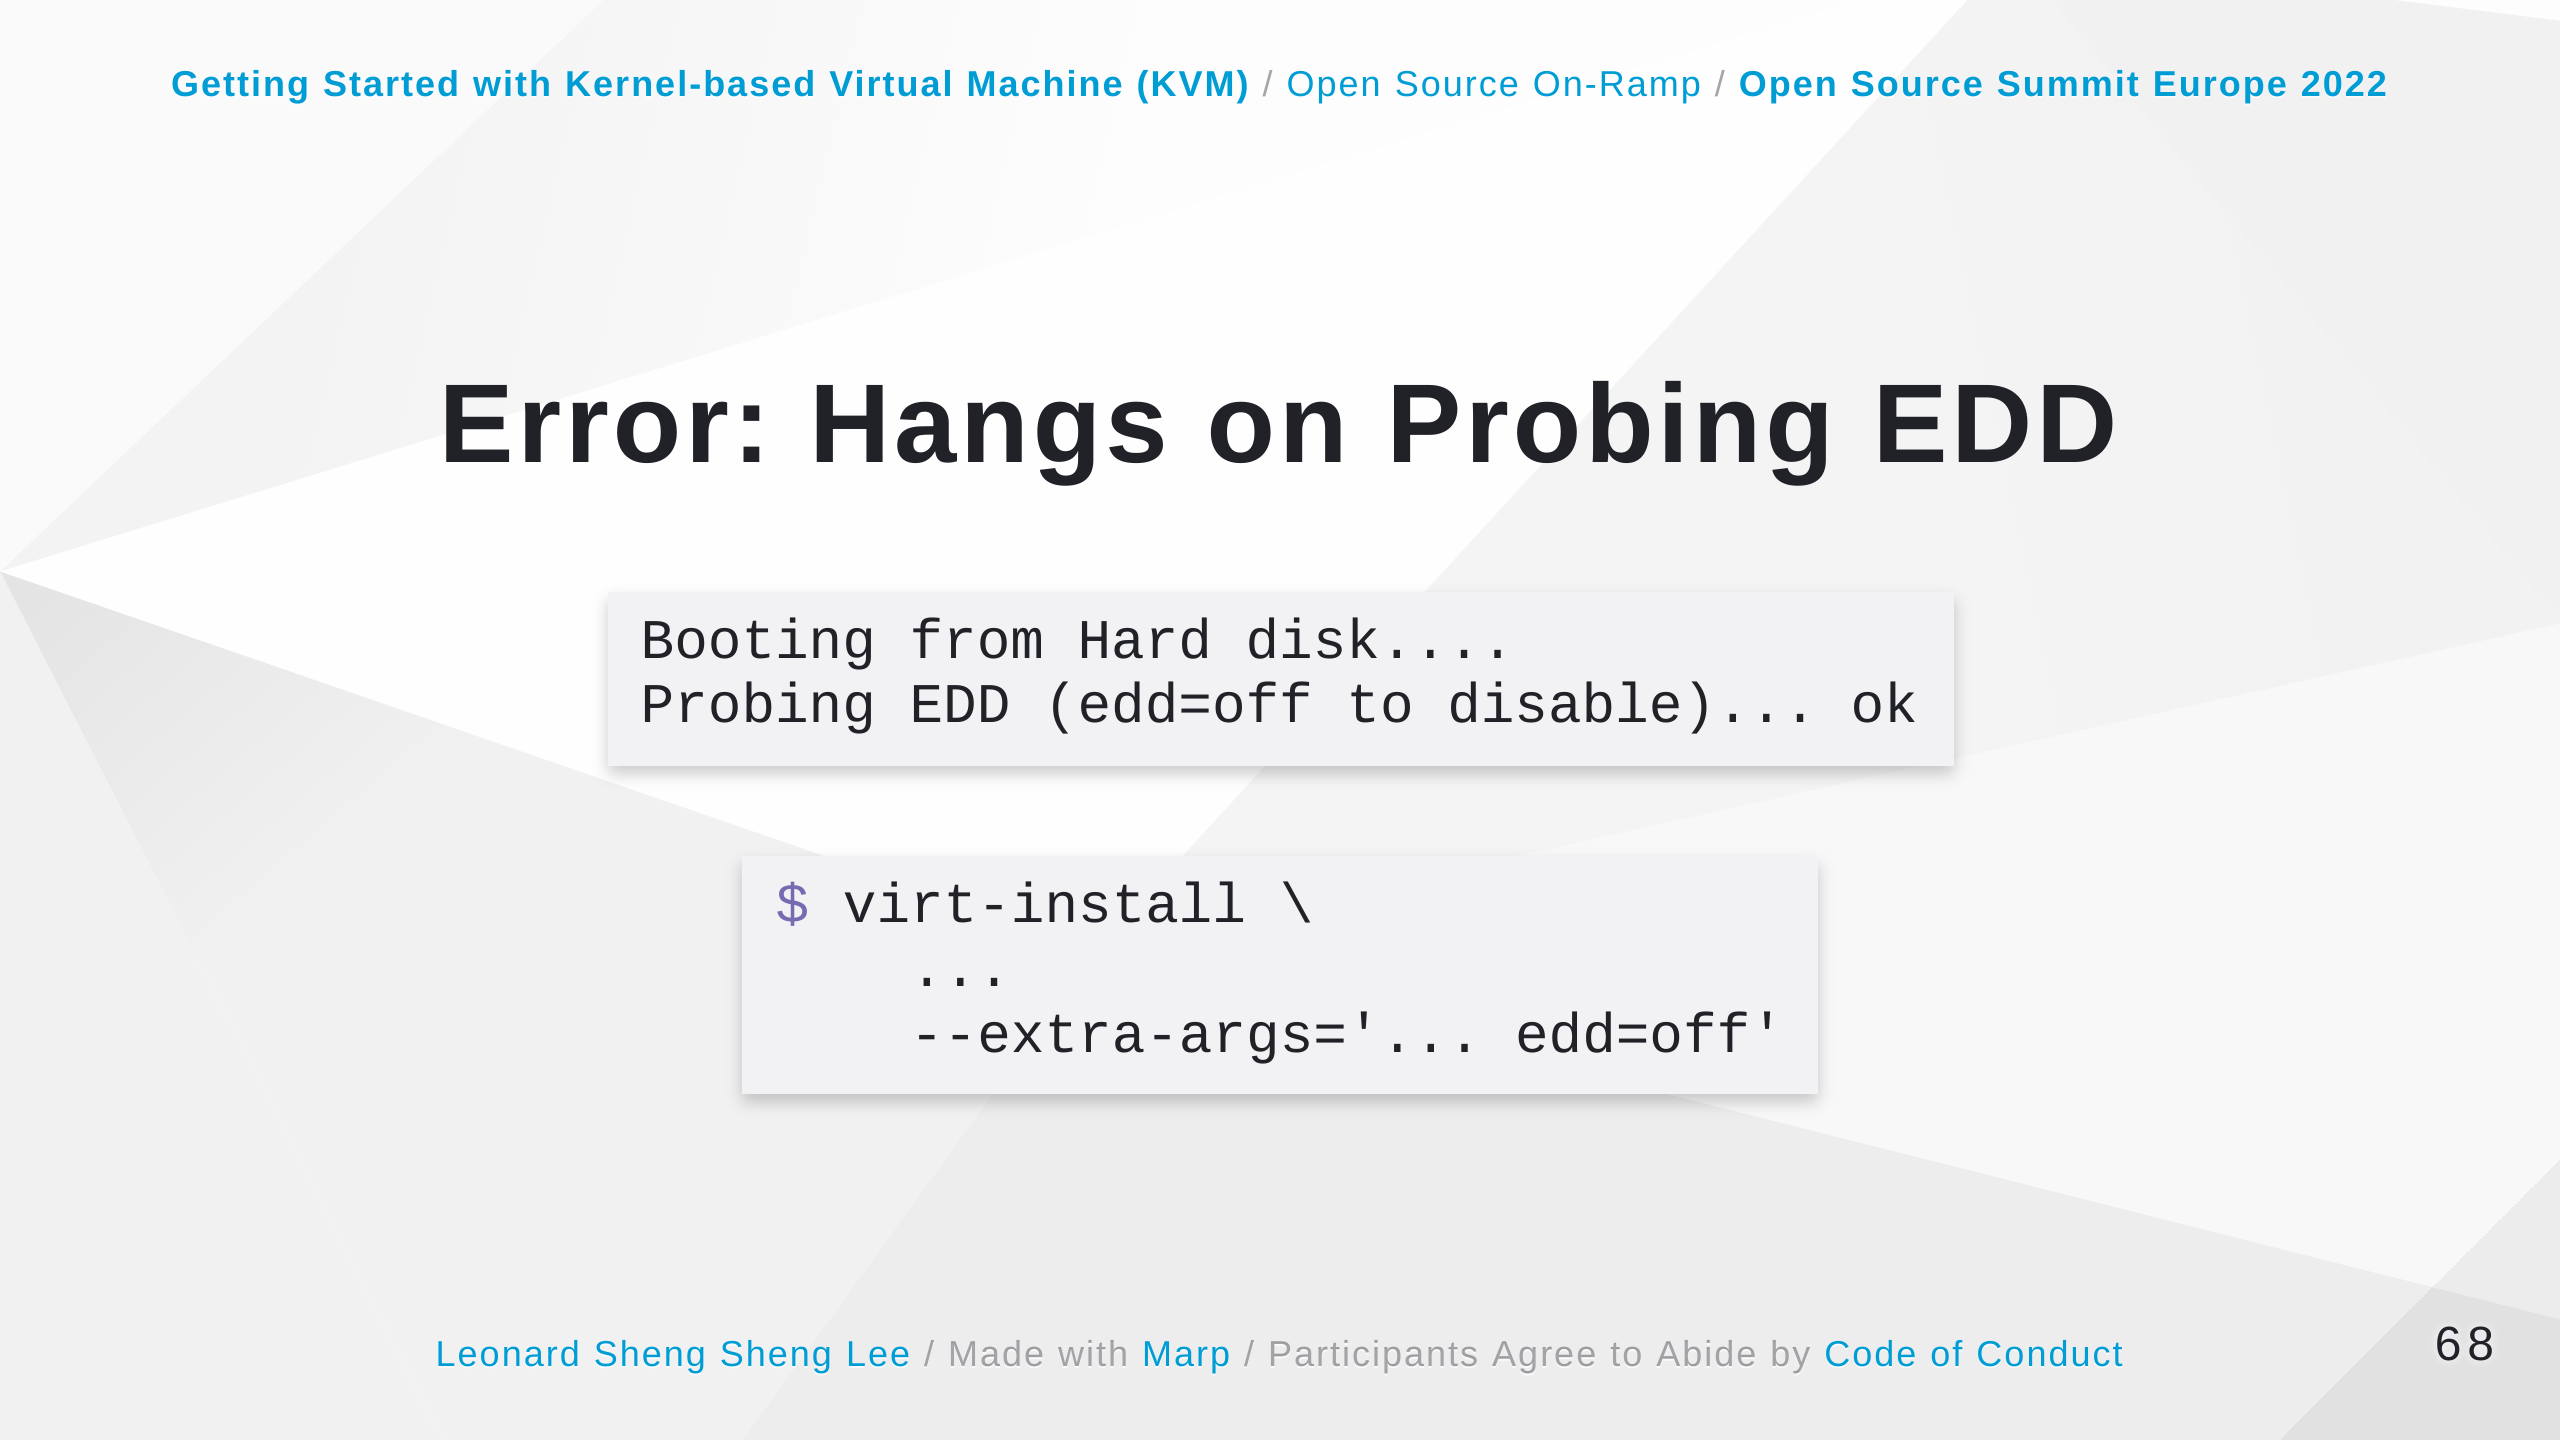 Getting Started with Kernel-based Virtual Machine (KVM) / Open Source On-Ramp / Open Source Summit Europe 2022
Error: Hangs on Probing EDD
Booting from Hard disk....
Probing EDD (edd=off to disable)... ok
$ virt-install \
    ...
    --extra-args='... edd=off'
Leonard Sheng Sheng Lee / Made with Marp / Participants Agree to Abide by Code of Conduct
68